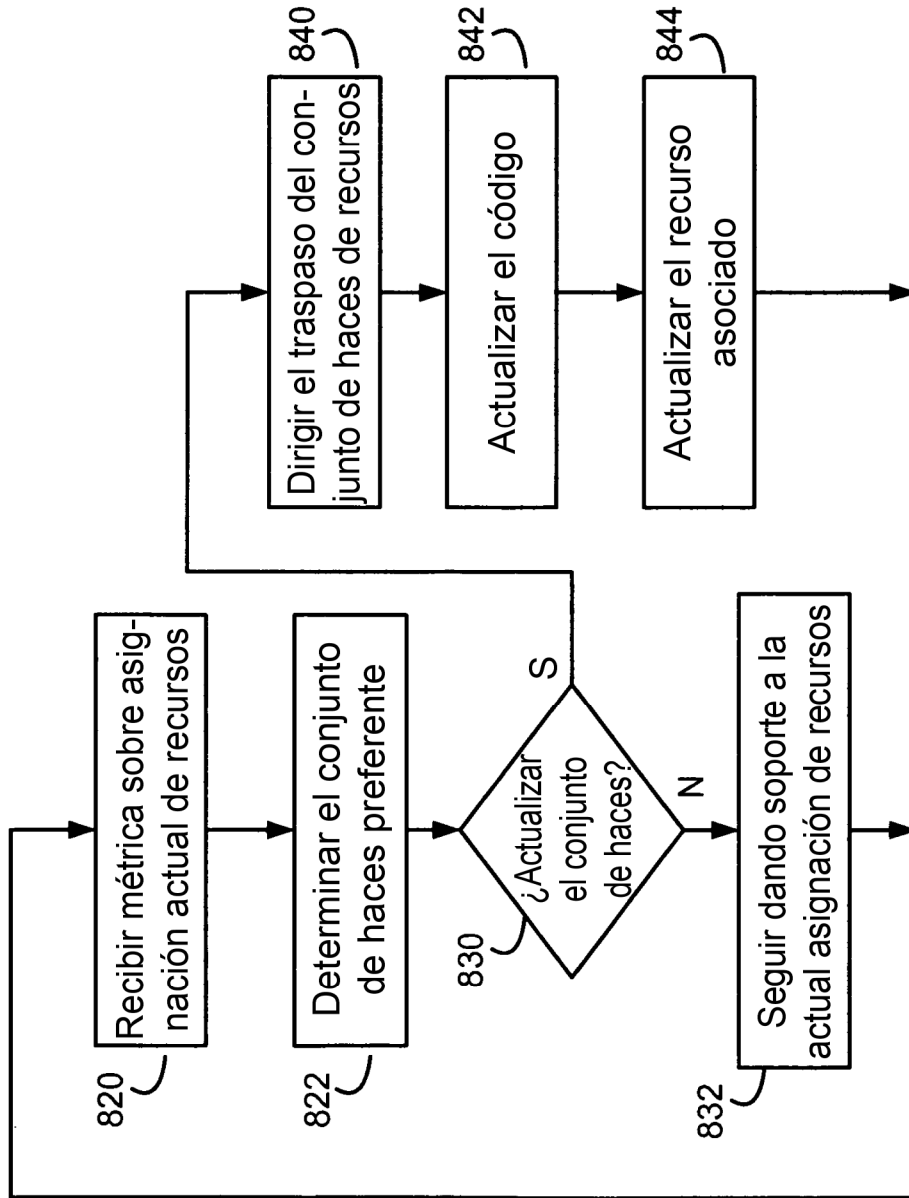 820
Recibir métrica sobre asig-
nación actual de recursos
822
Determinar el conjunto
de haces preferente
830
¿Actualizar
el conjunto
de haces?
S
N
832
Seguir dando soporte a la
actual asignación de recursos
840
Dirigir el traspaso del con-
junto de haces de recursos
842
Actualizar el código
844
Actualizar el recurso
asociado